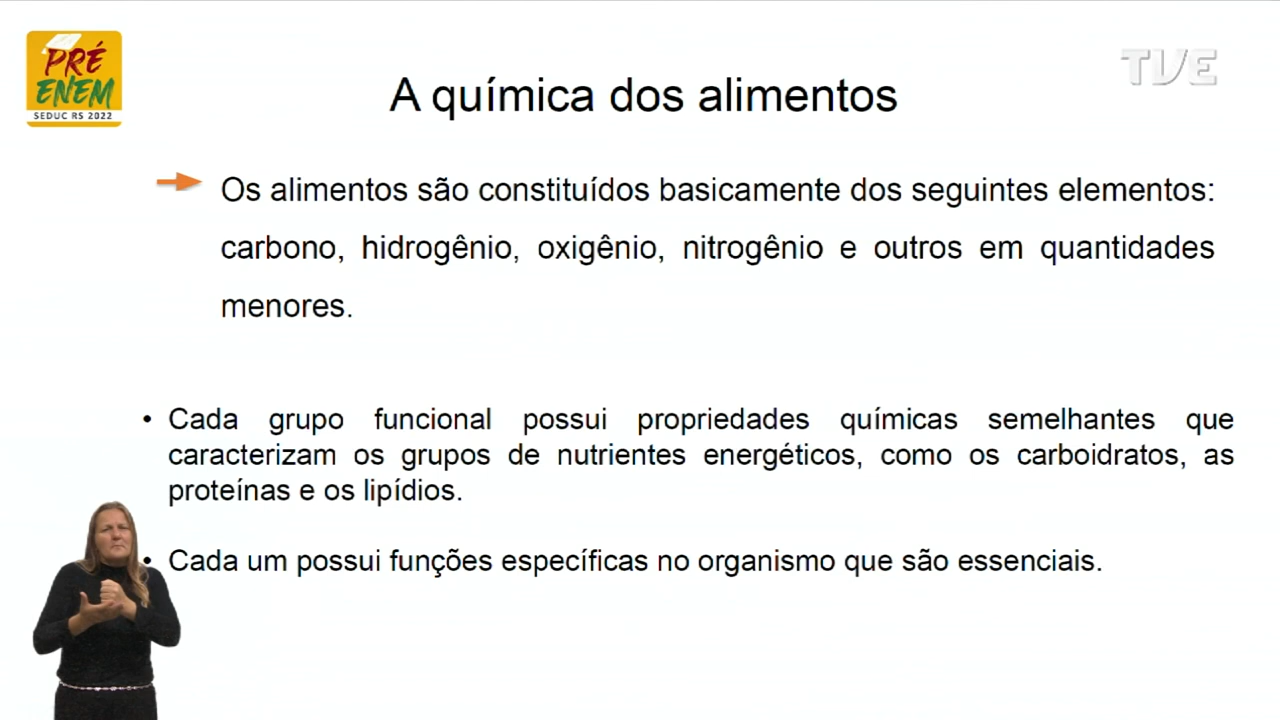 PRÉ
ENEM
SEDUC RS 2022
TVE
A química dos alimentos
Os alimentos são constituídos basicamente dos seguintes elementos:
carbono, hidrogênio, oxigênio, nitrogênio e outros em quantidades
menores.
• Cada grupo funcional possui propriedades químicas semelhantes que
caracterizam os grupos de nutrientes energéticos, como os carboidratos, as
proteínas e os lipídios.
• Cada um possui funções específicas no organismo que são essenciais.